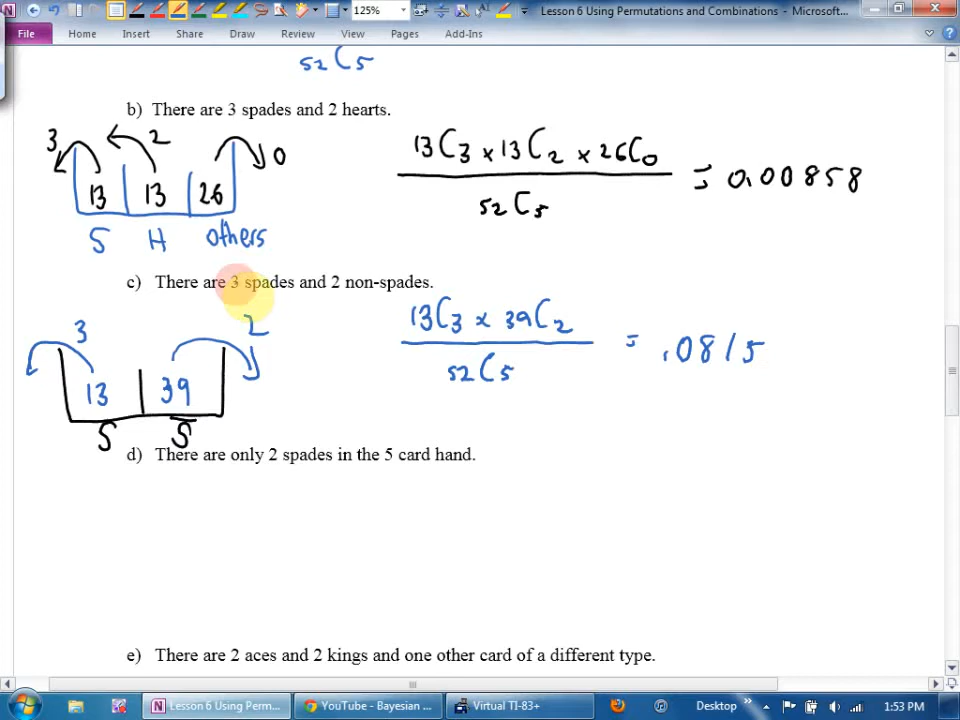 125%
Lesson 6 Using Permutations and Combinations - Microsoft...
File Home Insert Share Draw Review Pages Add-Ins
52C5
b) There are 3 spades and 2 hearts.
3 2 0
13 13 26
S H others
13C3 x 13C2 x 26C0
52C5
= 0.00858
c) There are 3 spades and 2 non-spades.
3 2
13 39
S S̅
13C3 x 39C2
52C5
= .0815
d) There are only 2 spades in the 5 card hand.
e) There are 2 aces and 2 kings and one other card of a different type.
Lesson 6 Using Perm... YouTube - Bayesian ... Virtual TI-83+ Desktop » 1:53 PM